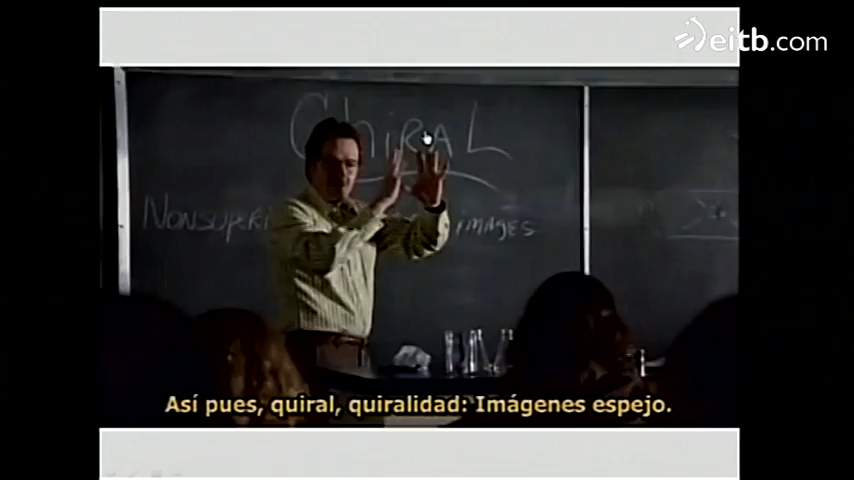 eitb.com
CHIRAL
NONSUPERI IMAGES
Así pues, quiral, quiralidad: Imágenes espejo.